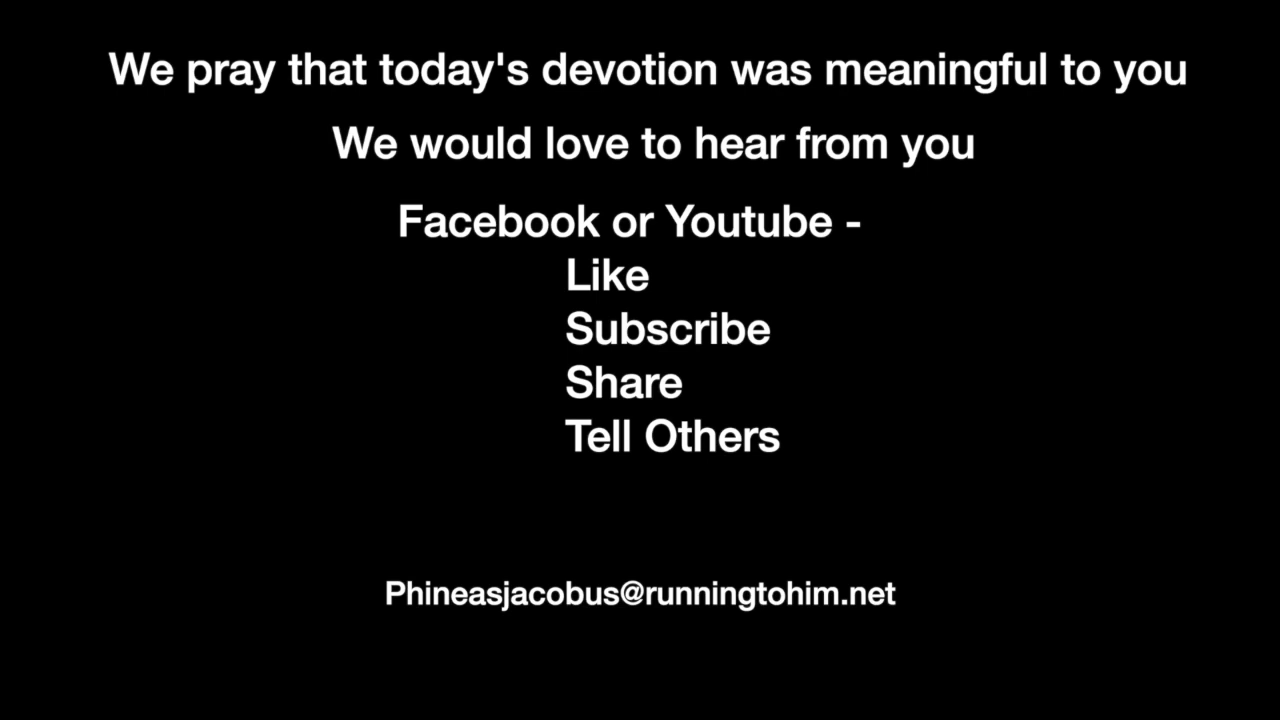 We pray that today's devotion was meaningful to you
We would love to hear from you
Facebook or Youtube -
Like
Subscribe
Share
Tell Others
Phineasjacobus@runningtohim.net